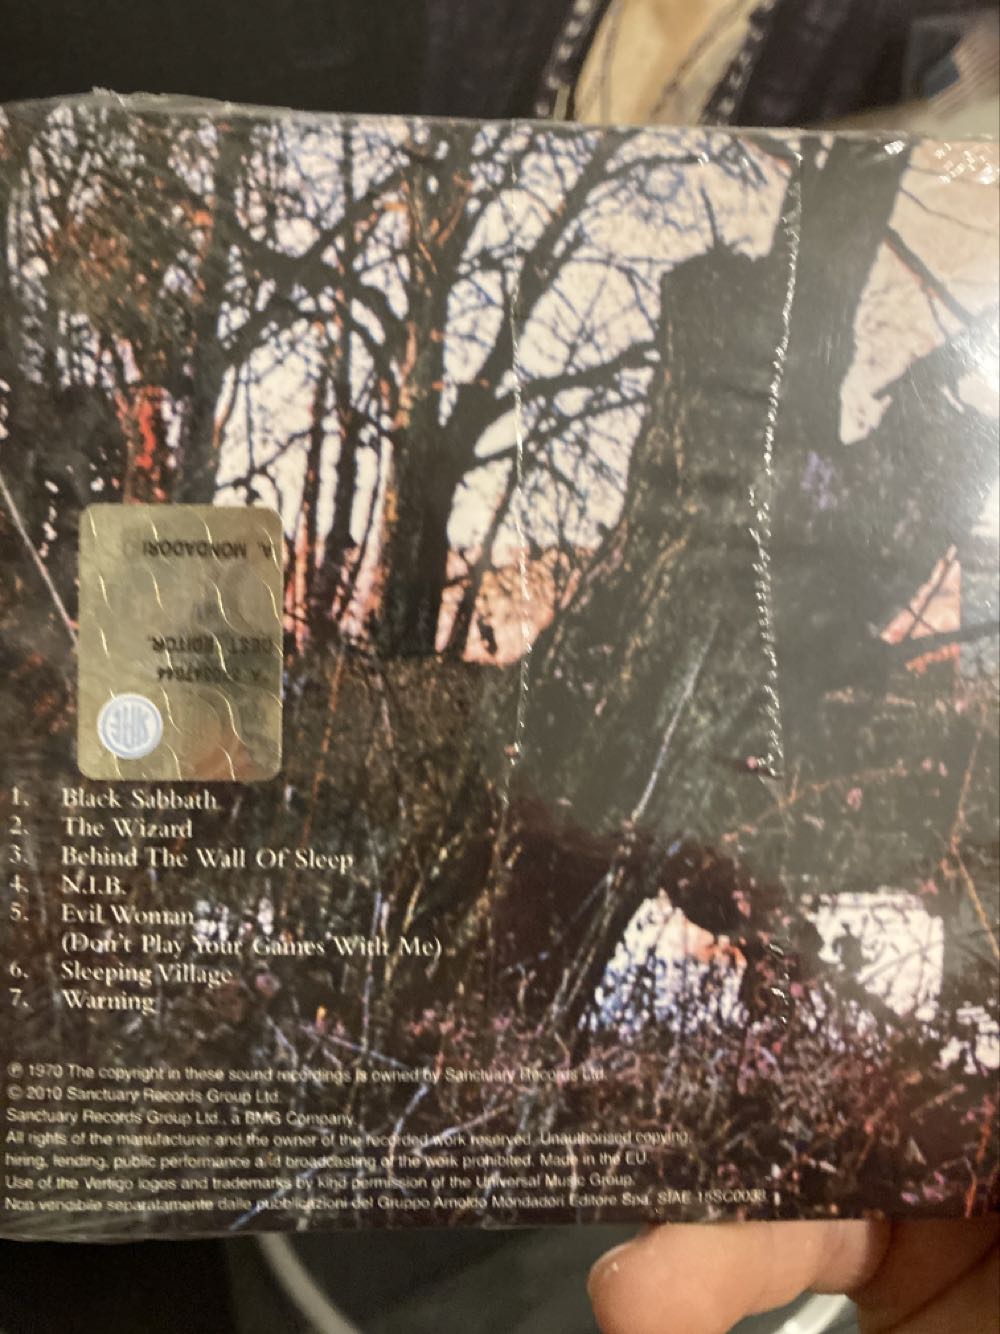 A. MONDADORI
DEST. EDITOR.
SIAE
1. Black Sabbath
2. The Wizard
3. Behind The Wall Of Sleep
4. N.I.B.
5. Evil Woman
(Don't Play Your Games With Me)
6. Sleeping Village
7. Warning
℗ 1970 The copyright in these sound recordings is owned by Sanctuary Records Ltd.
© 2010 Sanctuary Records Group Ltd.
Sanctuary Records Group Ltd., a BMG Company.
All rights of the manufacturer and the owner of the recorded work reserved. Unauthorised copying,
hiring, lending, public performance and broadcasting of the work prohibited. Made in the EU.
Use of the Vertigo logos and trademarks by kind permission of the Universal Music Group.
Non vendibile separatamente dalle pubblicazioni del Gruppo Arnoldo Mondadori Editore Spa. SIAE